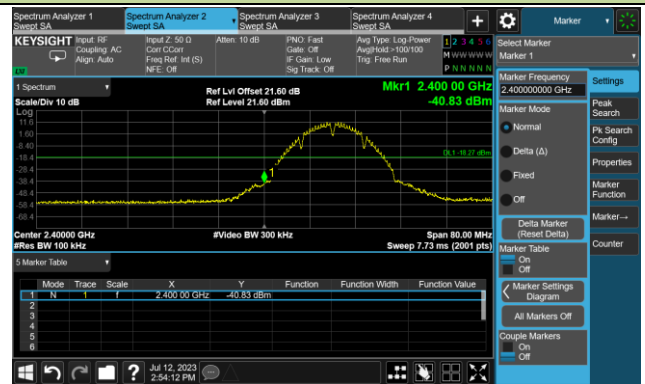 Spectrum Analyzer 1 Swept SA
Spectrum Analyzer 2 Swept SA
Spectrum Analyzer 3 Swept SA
Spectrum Analyzer 4 Swept SA
+
Marker
KEYSIGHT
Input: RF
Coupling: AC
Align: Auto
Input Z: 50 Ω
Corr CCorr
Freq Ref: Int (S)
NFE: Off
Atten: 10 dB
PNO: Fast
Gate: Off
IF Gain: Low
Sig Track: Off
Avg Type: Log-Power
Avg|Hold:>100/100
Trig: Free Run
1 2 3 4 5 6
M W W W W W
P N N N N N
Select Marker
Marker 1
1 Spectrum
Scale/Div 10 dB
Log
Ref Lvl Offset 21.60 dB
Ref Level 21.60 dBm
Mkr1 2.400 00 GHz
-40.83 dBm
11.6
1.60
-8.40
-18.4
-28.4
-38.4
-48.4
-58.4
-68.4
DL1 -18.27 dBm
1
Center 2.40000 GHz
#Res BW 100 kHz
#Video BW 300 kHz
Span 80.00 MHz
Sweep 7.73 ms (2001 pts)
5 Marker Table
Mode Trace Scale X Y Function Function Width Function Value
1 N 1 f 2.400 00 GHz -40.83 dBm
2
3
4
5
6
Marker Frequency
2.400000000 GHz
Marker Mode
Normal
Delta (Δ)
Fixed
Off
Delta Marker
(Reset Delta)
Marker Table
On
Off
Marker Settings
Diagram
All Markers Off
Couple Markers
On
Off
Settings
Peak
Search
Pk Search
Config
Properties
Marker
Function
Marker→
Counter
?
Jul 12, 2023
2:54:12 PM